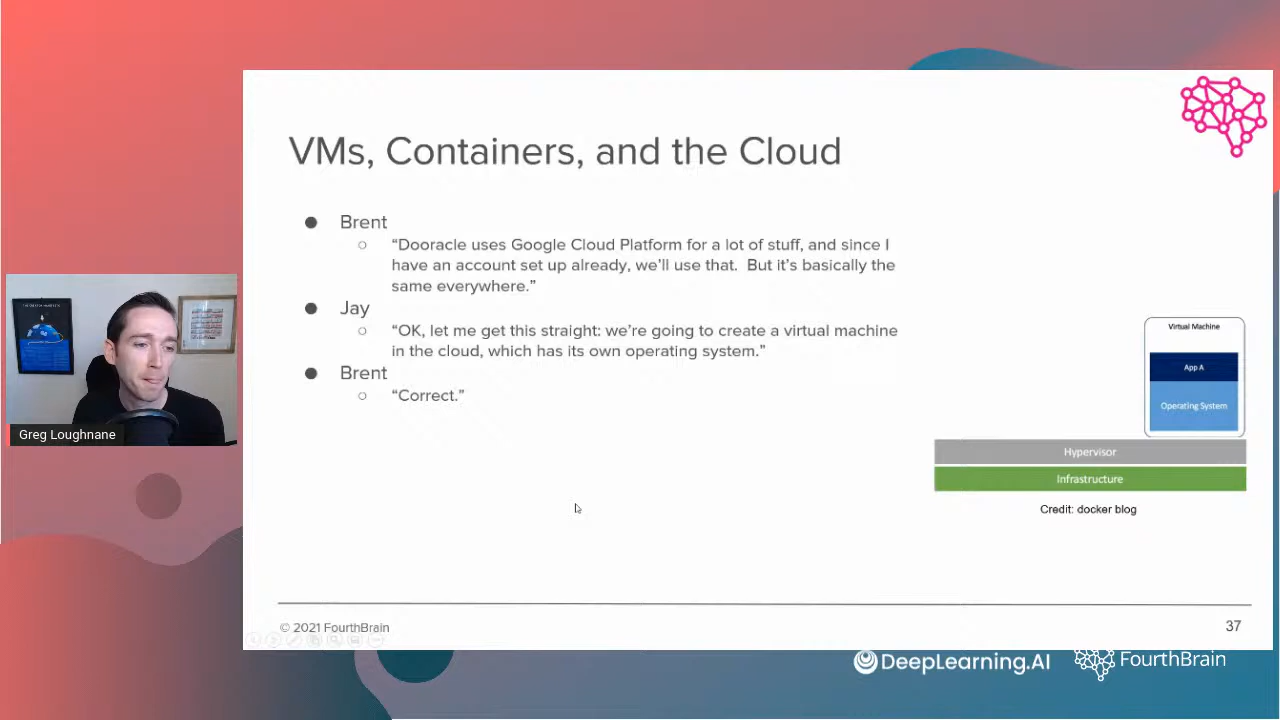 VMs, Containers, and the Cloud
● Brent
○ “Dooracle uses Google Cloud Platform for a lot of stuff, and since I
have an account set up already, we’ll use that.  But it’s basically the
same everywhere.”
● Jay
○ “OK, let me get this straight: we’re going to create a virtual machine
in the cloud, which has its own operating system.”
● Brent
○ “Correct.”
Virtual Machine
App A
Operating System
Hypervisor
Infrastructure
Credit: docker blog
Greg Loughnane
© 2021 FourthBrain
37
DeepLearning.AI
FourthBrain